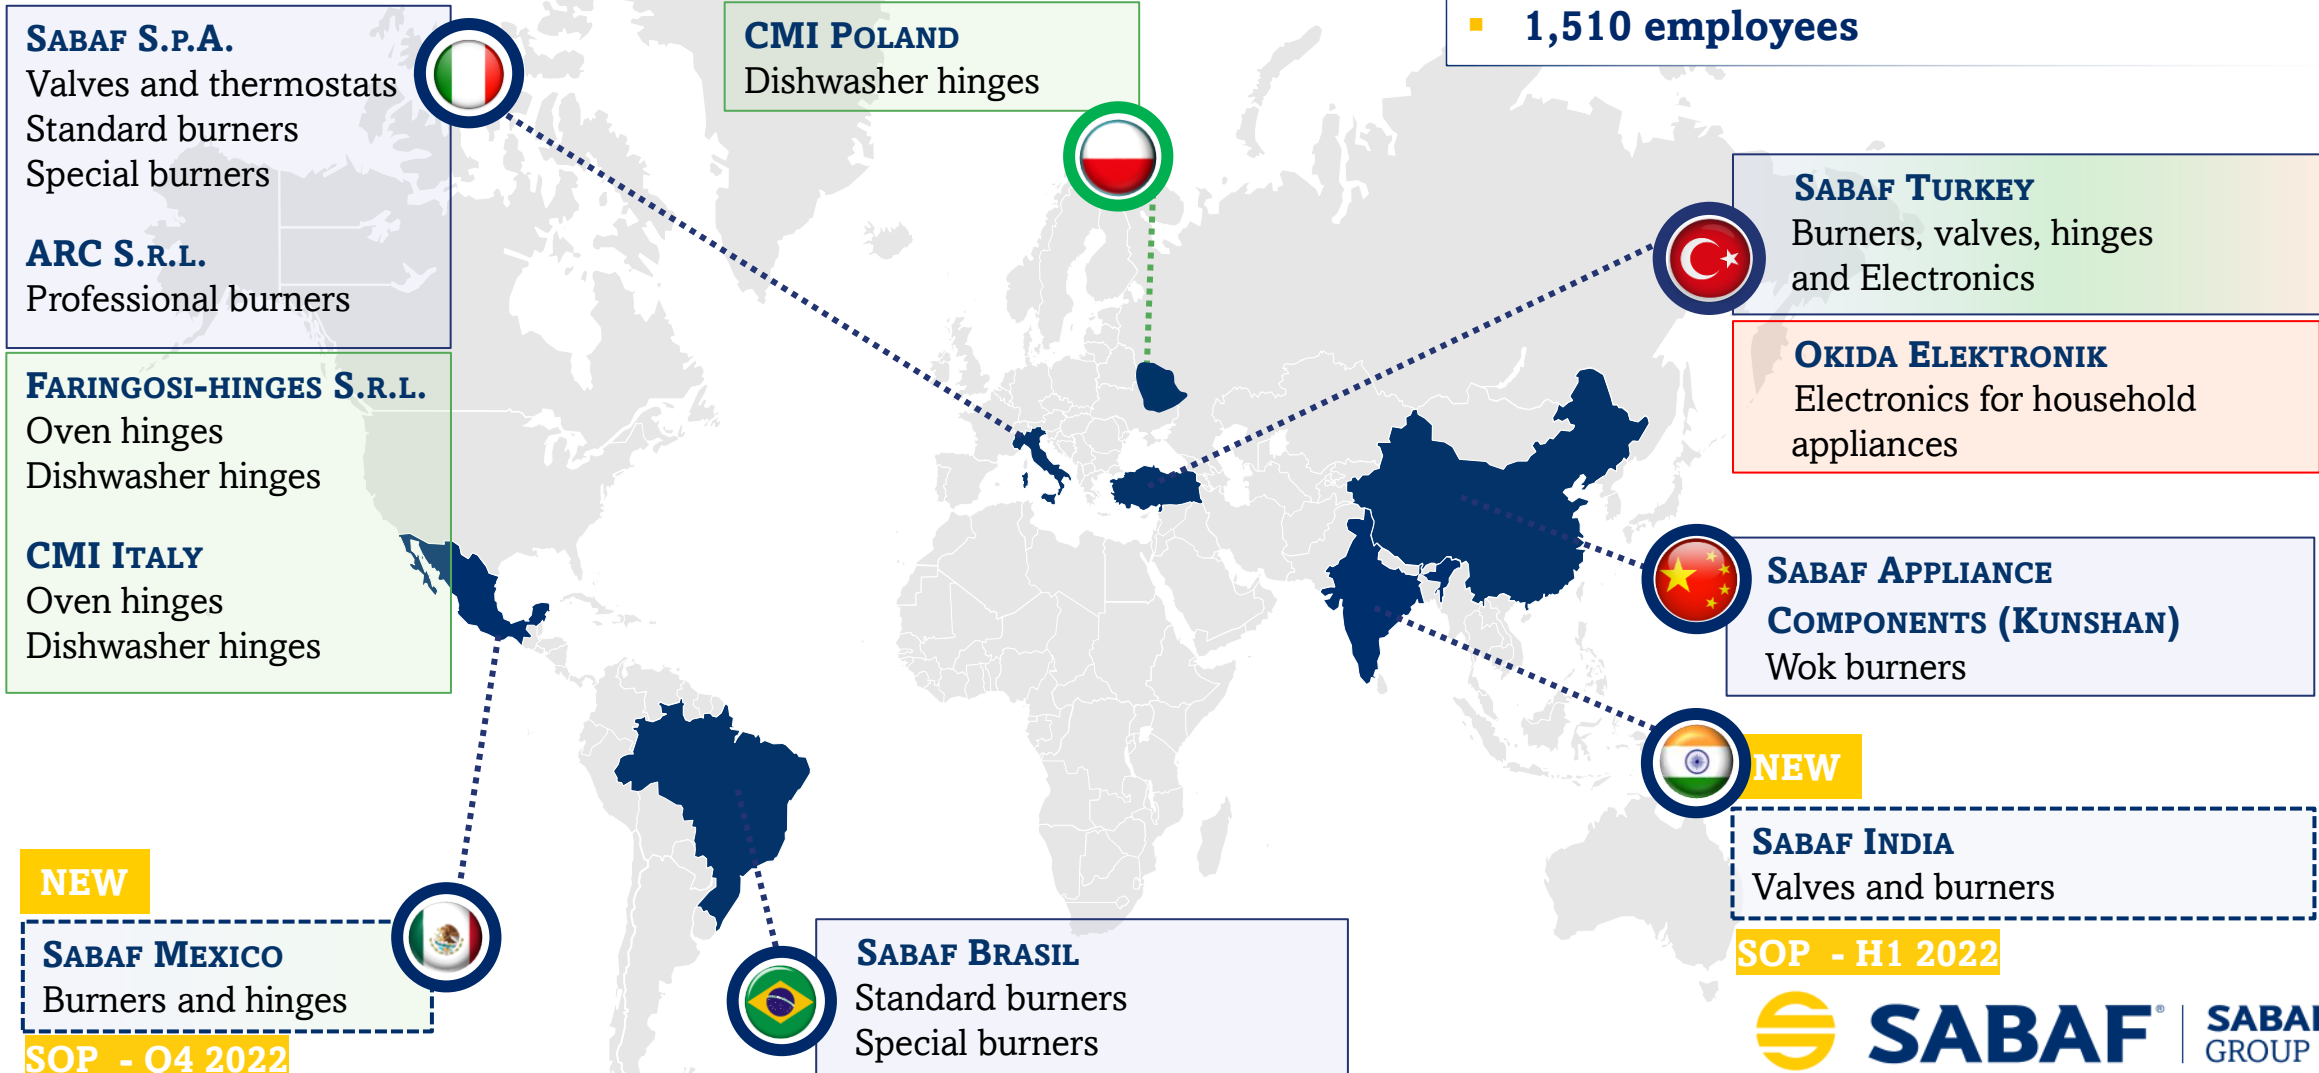 SABAF S.P.A.
Valves and thermostats
Standard burners
Special burners
ARC S.R.L.
Professional burners
FARINGOSI-HINGES S.R.L.
Oven hinges
Dishwasher hinges
CMI ITALY
Oven hinges
Dishwasher hinges
NEW
SABAF MEXICO
Burners and hinges
SOP - Q4 2022
CMI POLAND
Dishwasher hinges
SABAF BRASIL
Standard burners
Special burners
▪ 1,510 employees
SABAF TURKEY
Burners, valves, hinges
and Electronics
OKIDA ELEKTRONIK
Electronics for household
appliances
SABAF APPLIANCE
COMPONENTS (KUNSHAN)
Wok burners
NEW
SABAF INDIA
Valves and burners
SOP - H1 2022
SABAF®
SABAF
GROUP